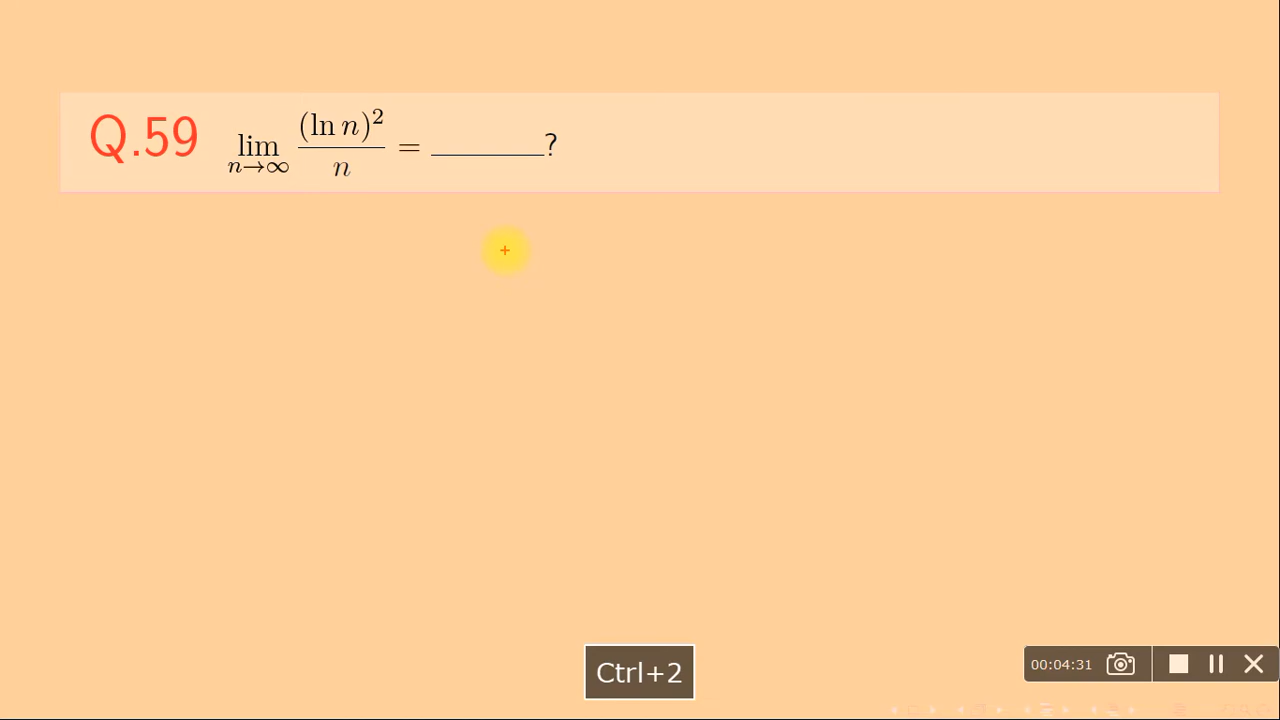 Q.59 lim_{n→∞} (ln n)^2 / n = ________?
Ctrl+2
00:04:31